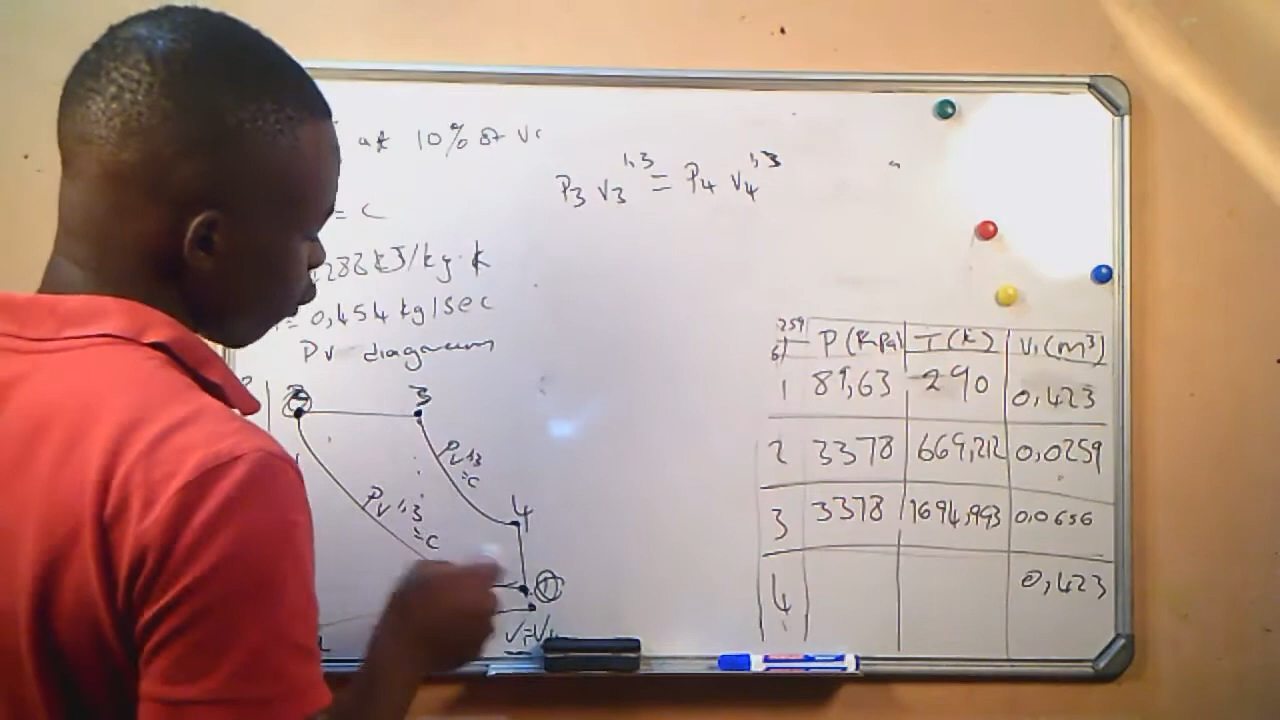 at 10% of V
= C
288 kJ/kg.K
= 0,454 kg/sec
PV diagram
2 3
PV^1,3
= C
PV^1,3
= C
4
V1=V
P3 V3^1,3 = P4 V4^1,3
P(KPa) T(K) V(m³)
1 89,63 290 0,423
2 3378 669,212 0,0259
3 3378 1694,993 0,0656
4 0,423